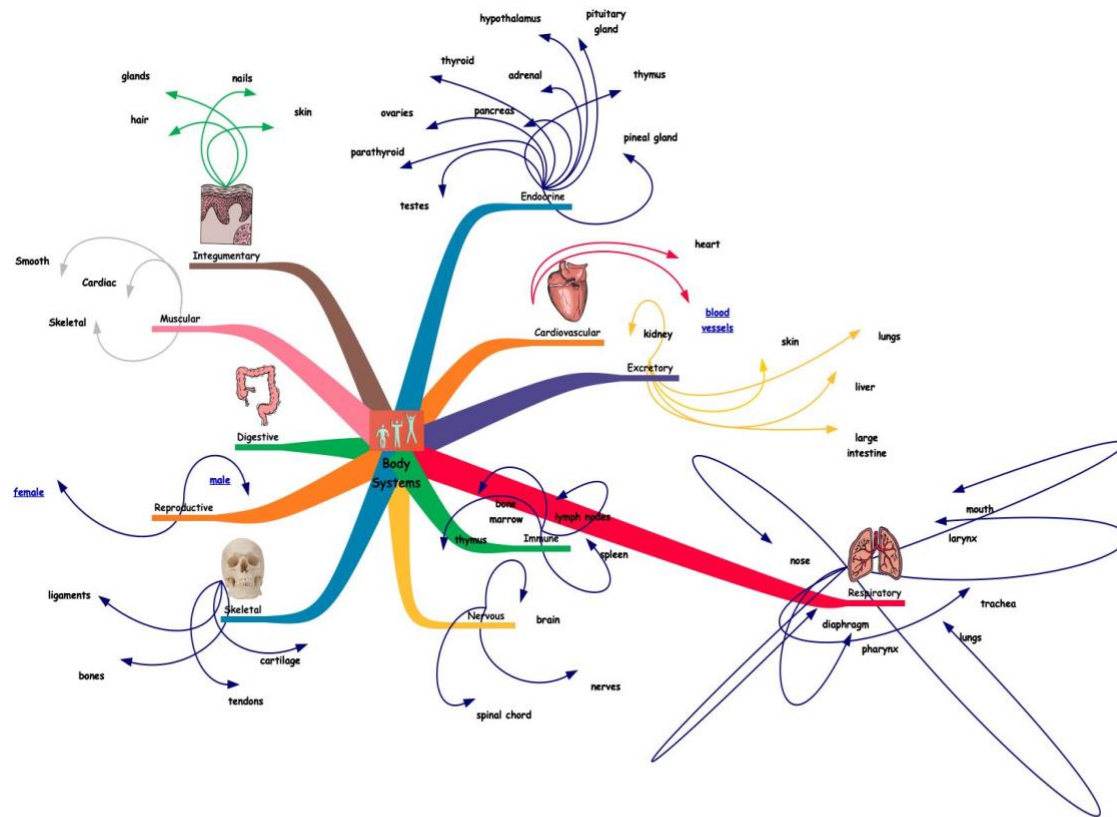 hypothalamus
pituitary
gland
thyroid
adrenal
thymus
ovaries
pancreas
pineal gland
parathyroid
testes
Endocrine
glands
nails
hair
skin
Integumentary
Smooth
Cardiac
Skeletal
Muscular
heart
blood
vessels
Cardiovascular
kidney
skin
lungs
liver
large
intestine
Excretory
Digestive
Body
Systems
female
male
Reproductive
bone
marrow
lymph nodes
thymus
Immune
spleen
mouth
larynx
nose
Respiratory
trachea
diaphragm
lungs
pharynx
ligaments
Skeletal
cartilage
bones
tendons
Nervous
brain
nerves
spinal chord